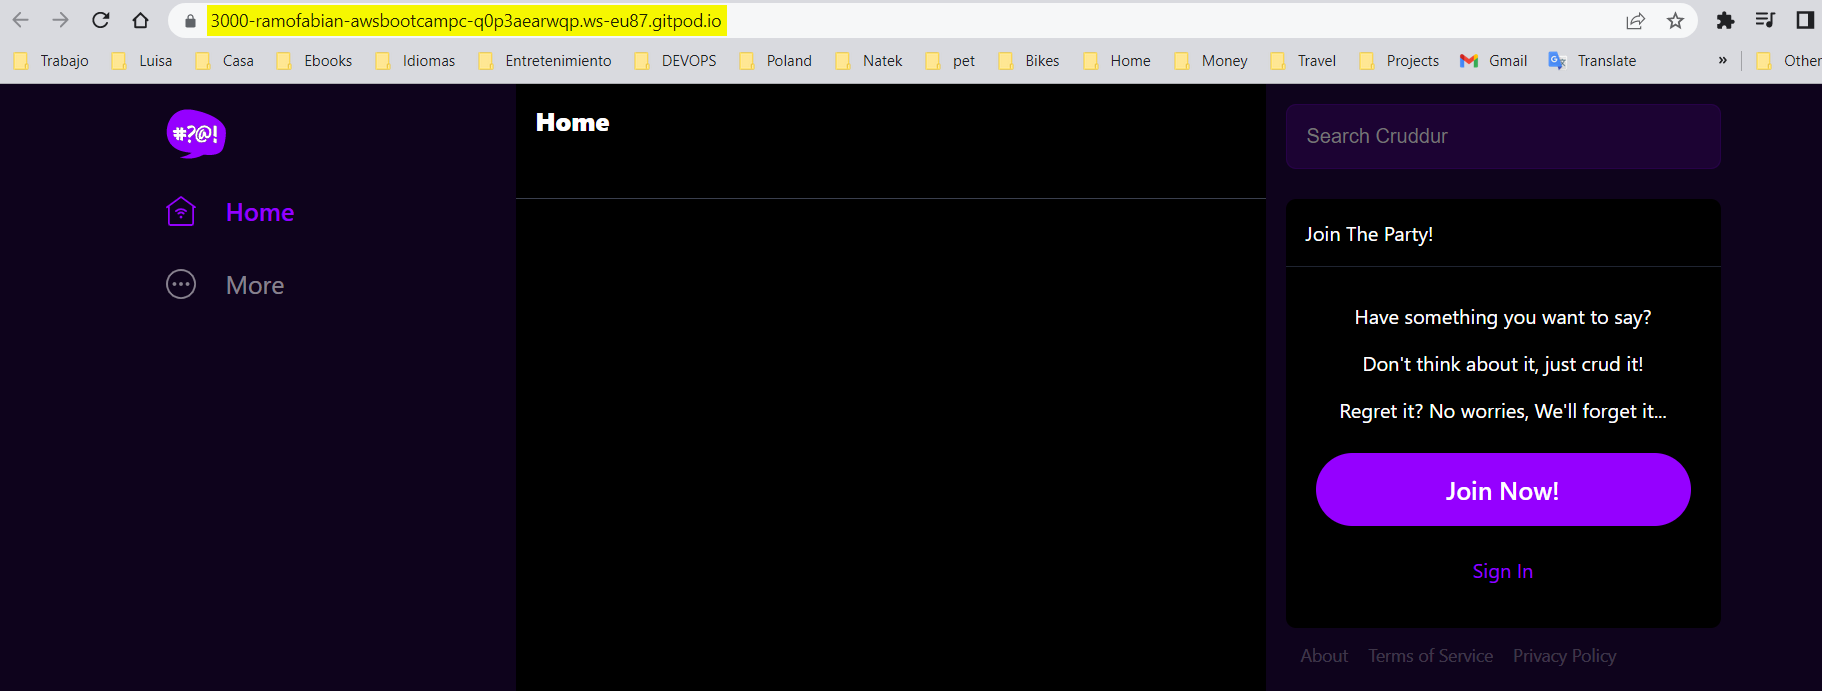 3000-ramofabian-awsbootcampc-q0p3aearwqp.ws-eu87.gitpod.io
Trabajo Luisa Casa Ebooks Idiomas Entretenimiento DEVOPS Poland Natek pet Bikes Home Money Travel Projects Gmail Translate » Other
#?@!
Home
More
Home
Search Cruddur
Join The Party!
Have something you want to say?
Don't think about it, just crud it!
Regret it? No worries, We'll forget it...
Join Now!
Sign In
About Terms of Service Privacy Policy